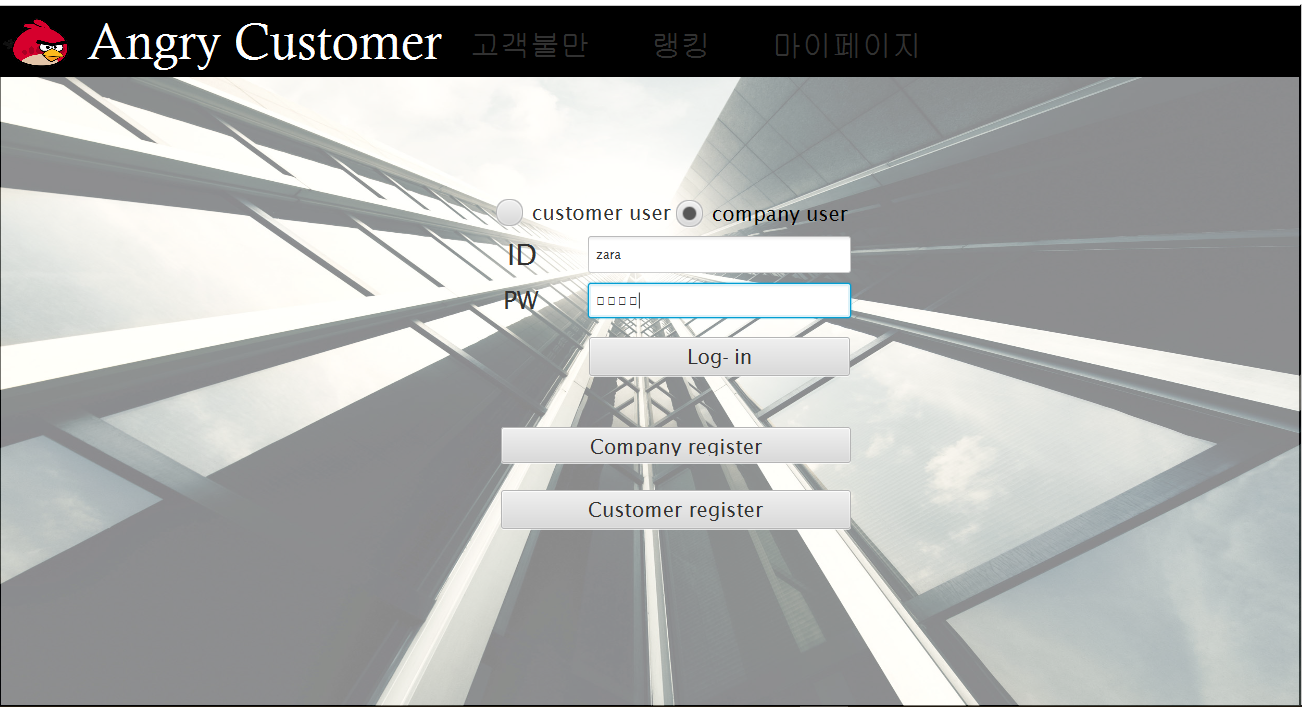 Angry Customer 고객불만 랭킹 마이페이지
customer user company user
ID zara
PW □□□□
Log- in
Company register
Customer register